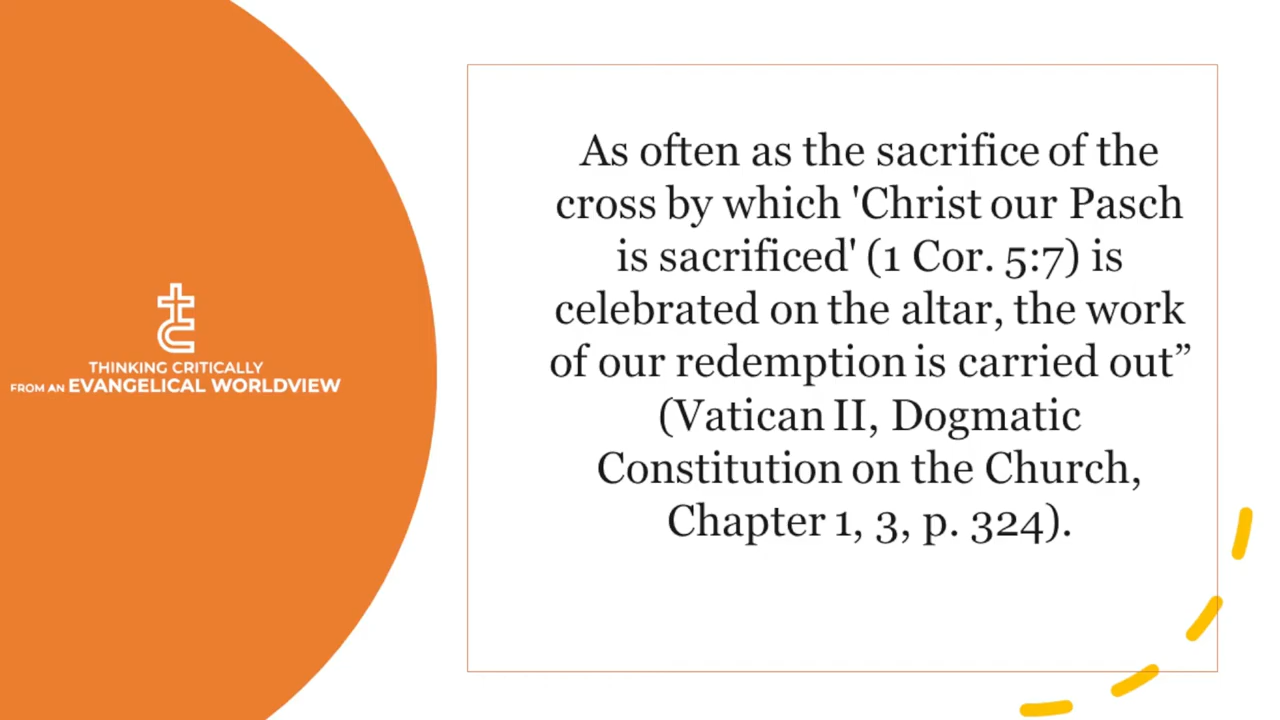 THINKING CRITICALLY
FROM AN EVANGELICAL WORLDVIEW
As often as the sacrifice of the
cross by which 'Christ our Pasch
is sacrificed' (1 Cor. 5:7) is
celebrated on the altar, the work
of our redemption is carried out”
(Vatican II, Dogmatic
Constitution on the Church,
Chapter 1, 3, p. 324).